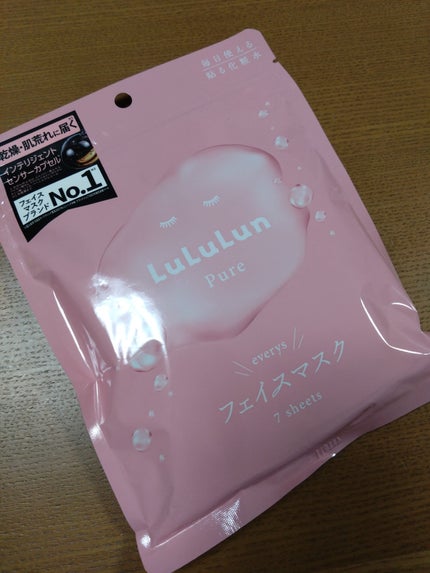 毎日使える
貼る化粧水
乾燥・肌荒れに届く
インテリジェント
センサーカプセル
フェイス
マスク
ブランド
No.1
LuLuLun
Pure
everys
フェイスマスク
7 sheets